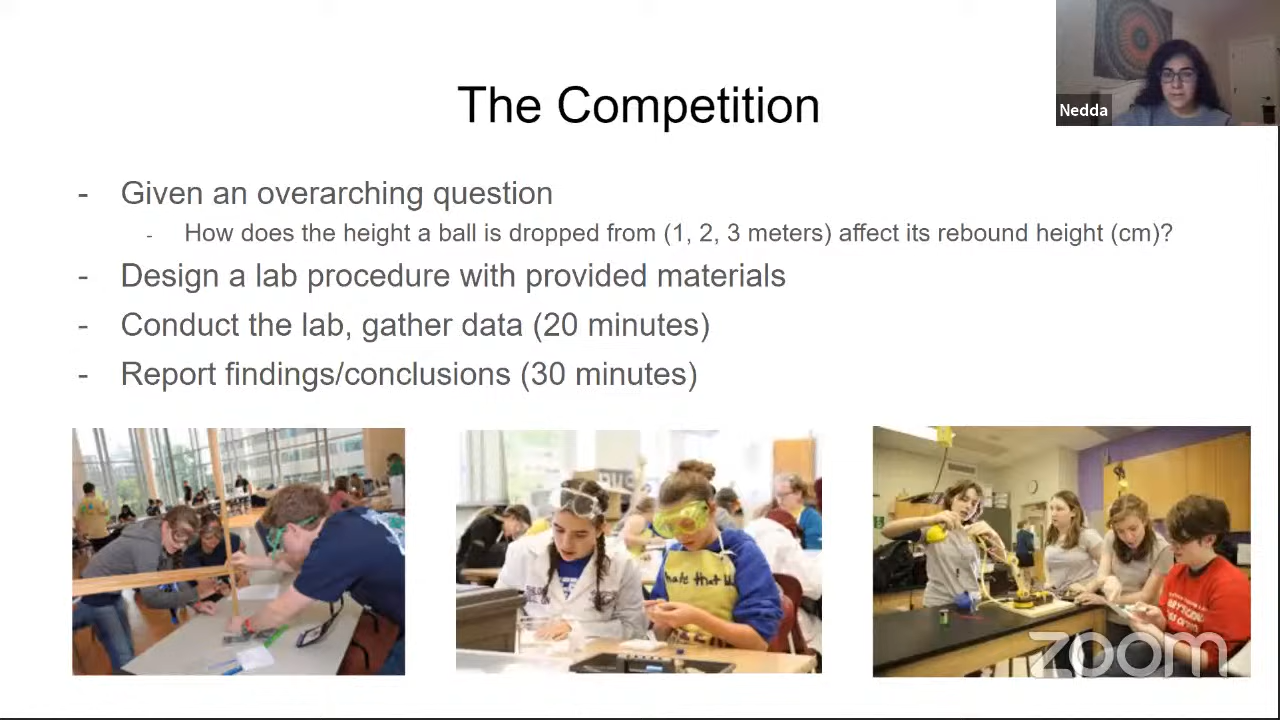 The Competition
Nedda
- Given an overarching question
- How does the height a ball is dropped from (1, 2, 3 meters) affect its rebound height (cm)?
- Design a lab procedure with provided materials
- Conduct the lab, gather data (20 minutes)
- Report findings/conclusions (30 minutes)
zoom